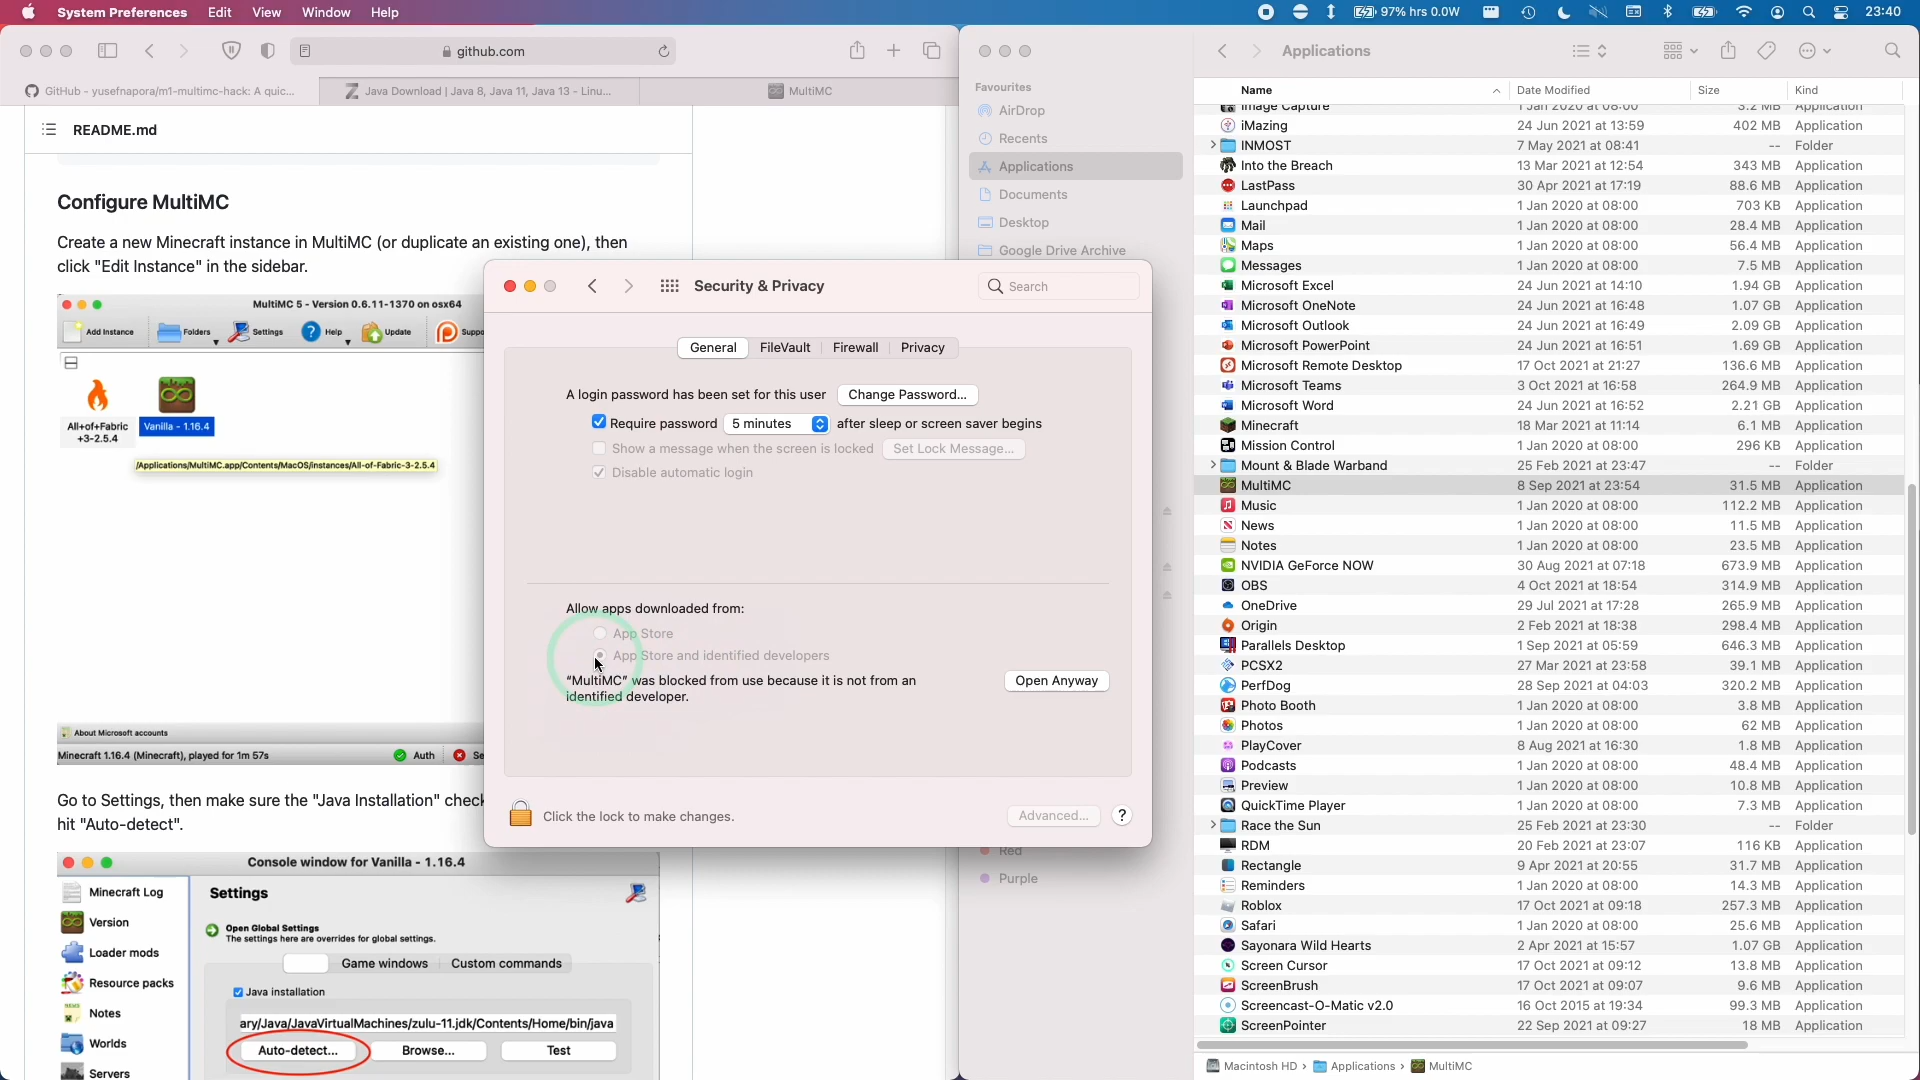 System Preferences Edit View Window Help
97% hrs 0.0W 23:40
github.com
GitHub - yusefnapora/m1-multimc-hack: A quic...
Java Download | Java 8, Java 11, Java 13 - Linu...
MultiMC
README.md
Configure MultiMC
Create a new Minecraft instance in MultiMC (or duplicate an existing one), then
click "Edit Instance" in the sidebar.
MultiMC 5 - Version 0.6.11-1370 on osx64
Add Instance Folders Settings Help Update
All+of+Fabric
+3-2.5.4
Vanilla - 1.16.4
/Applications/MultiMC.app/Contents/MacOS/instances/All-of-Fabric-3-2.5.4
About Microsoft accounts
Minecraft 1.16.4 (Minecraft), played for 1m 57s Auth
Go to Settings, then make sure the "Java Installation"
hit "Auto-detect".
Console window for Vanilla - 1.16.4
Minecraft Log
Version
Loader mods
Resource packs
Notes
Worlds
Servers
Settings
Open Global Settings
The settings here are overrides for global settings.
Game windows Custom commands
Java installation
ary/Java/JavaVirtualMachines/zulu-11.jdk/Contents/Home/bin/java
Auto-detect... Browse... Test
Security & Privacy
Search
General FileVault Firewall Privacy
A login password has been set for this user Change Password...
Require password 5 minutes after sleep or screen saver begins
Show a message when the screen is locked Set Lock Message...
Disable automatic login
Allow apps downloaded from:
App Store
App Store and identified developers
"MultiMC" was blocked from use because it is not from an
identified developer.
Open Anyway
Click the lock to make changes.
Advanced... ?
Applications
Favourites
AirDrop
Recents
Applications
Documents
Desktop
Google Drive Archive
Red
Purple
Name Date Modified Size Kind
Image Capture 1 Jan 2020 at 08:00 3.2 MB Application
iMazing 24 Jun 2021 at 13:59 402 MB Application
INMOST 7 May 2021 at 08:41 -- Folder
Into the Breach 13 Mar 2021 at 12:54 343 MB Application
LastPass 30 Apr 2021 at 17:19 88.6 MB Application
Launchpad 1 Jan 2020 at 08:00 703 KB Application
Mail 1 Jan 2020 at 08:00 28.4 MB Application
Maps 1 Jan 2020 at 08:00 56.4 MB Application
Messages 1 Jan 2020 at 08:00 7.5 MB Application
Microsoft Excel 24 Jun 2021 at 14:10 1.94 GB Application
Microsoft OneNote 24 Jun 2021 at 16:48 1.07 GB Application
Microsoft Outlook 24 Jun 2021 at 16:49 2.09 GB Application
Microsoft PowerPoint 24 Jun 2021 at 16:51 1.69 GB Application
Microsoft Remote Desktop 17 Oct 2021 at 21:27 136.6 MB Application
Microsoft Teams 3 Oct 2021 at 16:58 264.9 MB Application
Microsoft Word 24 Jun 2021 at 16:52 2.21 GB Application
Minecraft 18 Mar 2021 at 11:14 6.1 MB Application
Mission Control 1 Jan 2020 at 08:00 296 KB Application
Mount & Blade Warband 25 Feb 2021 at 23:47 -- Folder
MultiMC 8 Sep 2021 at 23:54 31.5 MB Application
Music 1 Jan 2020 at 08:00 112.2 MB Application
News 1 Jan 2020 at 08:00 11.5 MB Application
Notes 1 Jan 2020 at 08:00 23.5 MB Application
NVIDIA GeForce NOW 30 Aug 2021 at 07:18 673.9 MB Application
OBS 4 Oct 2021 at 18:54 314.9 MB Application
OneDrive 29 Jul 2021 at 17:28 265.9 MB Application
Origin 2 Feb 2021 at 18:38 298.4 MB Application
Parallels Desktop 1 Sep 2021 at 05:59 646.3 MB Application
PCSX2 27 Mar 2021 at 23:58 39.1 MB Application
PerfDog 28 Sep 2021 at 04:03 320.2 MB Application
Photo Booth 1 Jan 2020 at 08:00 3.8 MB Application
Photos 1 Jan 2020 at 08:00 62 MB Application
PlayCover 8 Aug 2021 at 16:30 1.8 MB Application
Podcasts 1 Jan 2020 at 08:00 48.4 MB Application
Preview 1 Jan 2020 at 08:00 10.8 MB Application
QuickTime Player 1 Jan 2020 at 08:00 7.3 MB Application
Race the Sun 25 Feb 2021 at 23:30 -- Folder
RDM 20 Feb 2021 at 23:07 116 KB Application
Rectangle 9 Apr 2021 at 20:55 31.7 MB Application
Reminders 1 Jan 2020 at 08:00 14.3 MB Application
Roblox 17 Oct 2021 at 09:18 257.3 MB Application
Safari 1 Jan 2020 at 08:00 25.6 MB Application
Sayonara Wild Hearts 2 Apr 2021 at 15:57 1.07 GB Application
Screen Cursor 17 Oct 2021 at 09:12 13.8 MB Application
ScreenBrush 17 Oct 2021 at 09:07 9.6 MB Application
Screencast-O-Matic v2.0 16 Oct 2015 at 19:34 99.3 MB Application
ScreenPointer 22 Sep 2021 at 09:27 18 MB Application
Macintosh HD › Applications › MultiMC